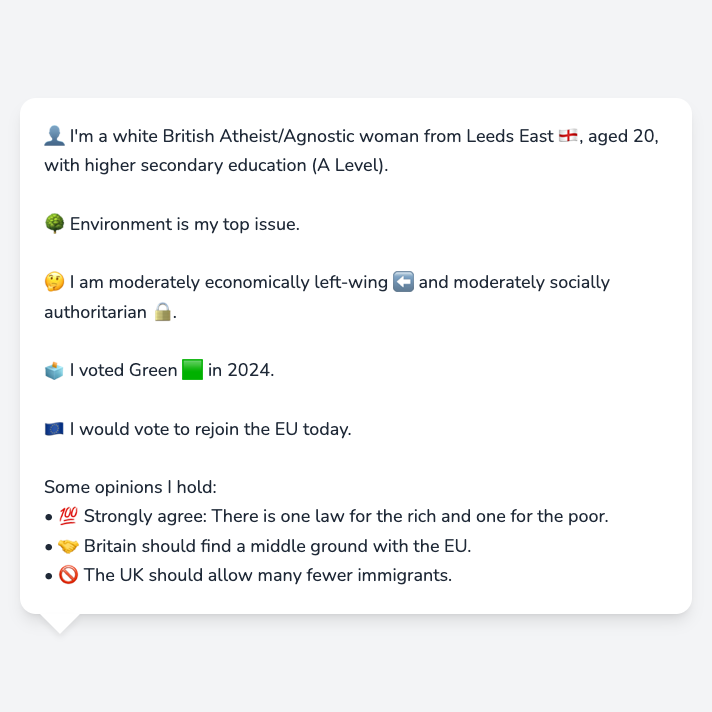 👤 I'm a white British Atheist/Agnostic woman from Leeds East 🏴󠁧󠁢󠁥󠁮󠁧󠁿, aged 20,
with higher secondary education (A Level).
🌳 Environment is my top issue.
🤔 I am moderately economically left-wing ⬅️ and moderately socially
authoritarian 🔒.
🗳️ I voted Green 🟩 in 2024.
🇪🇺 I would vote to rejoin the EU today.
Some opinions I hold:
• 💯 Strongly agree: There is one law for the rich and one for the poor.
• 🤝 Britain should find a middle ground with the EU.
• 🚫 The UK should allow many fewer immigrants.